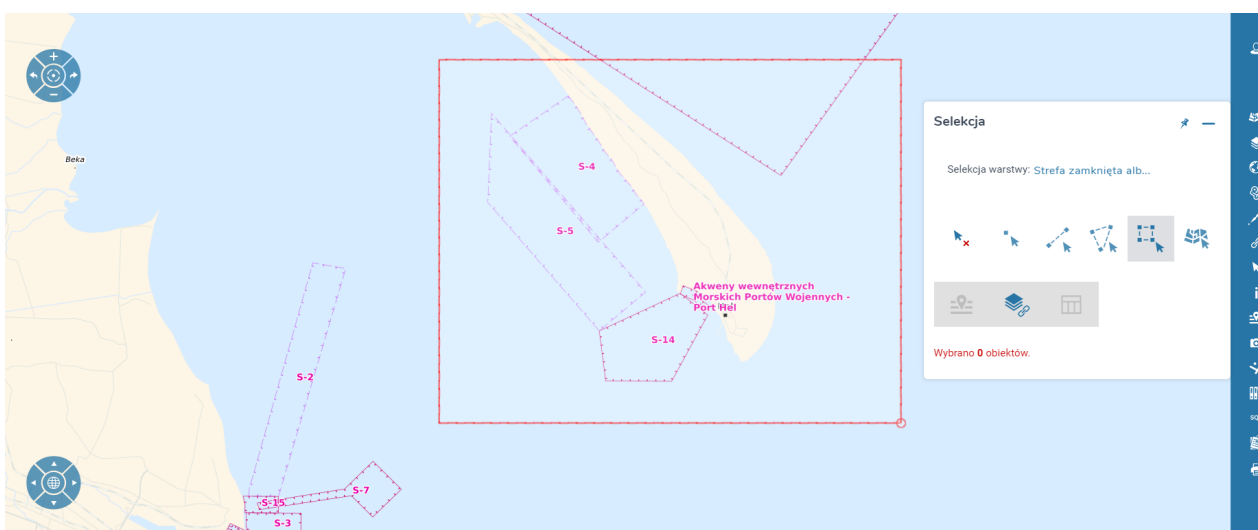 Beka
S-4
S-5
Akweny wewnętrznych
Morskich Portów Wojennych -
Port Hel
S-14
S-2
S-7
S-15
S-3
Selekcja
Selekcja warstwy: Strefa zamknięta alb...
Wybrano 0 obiektów.